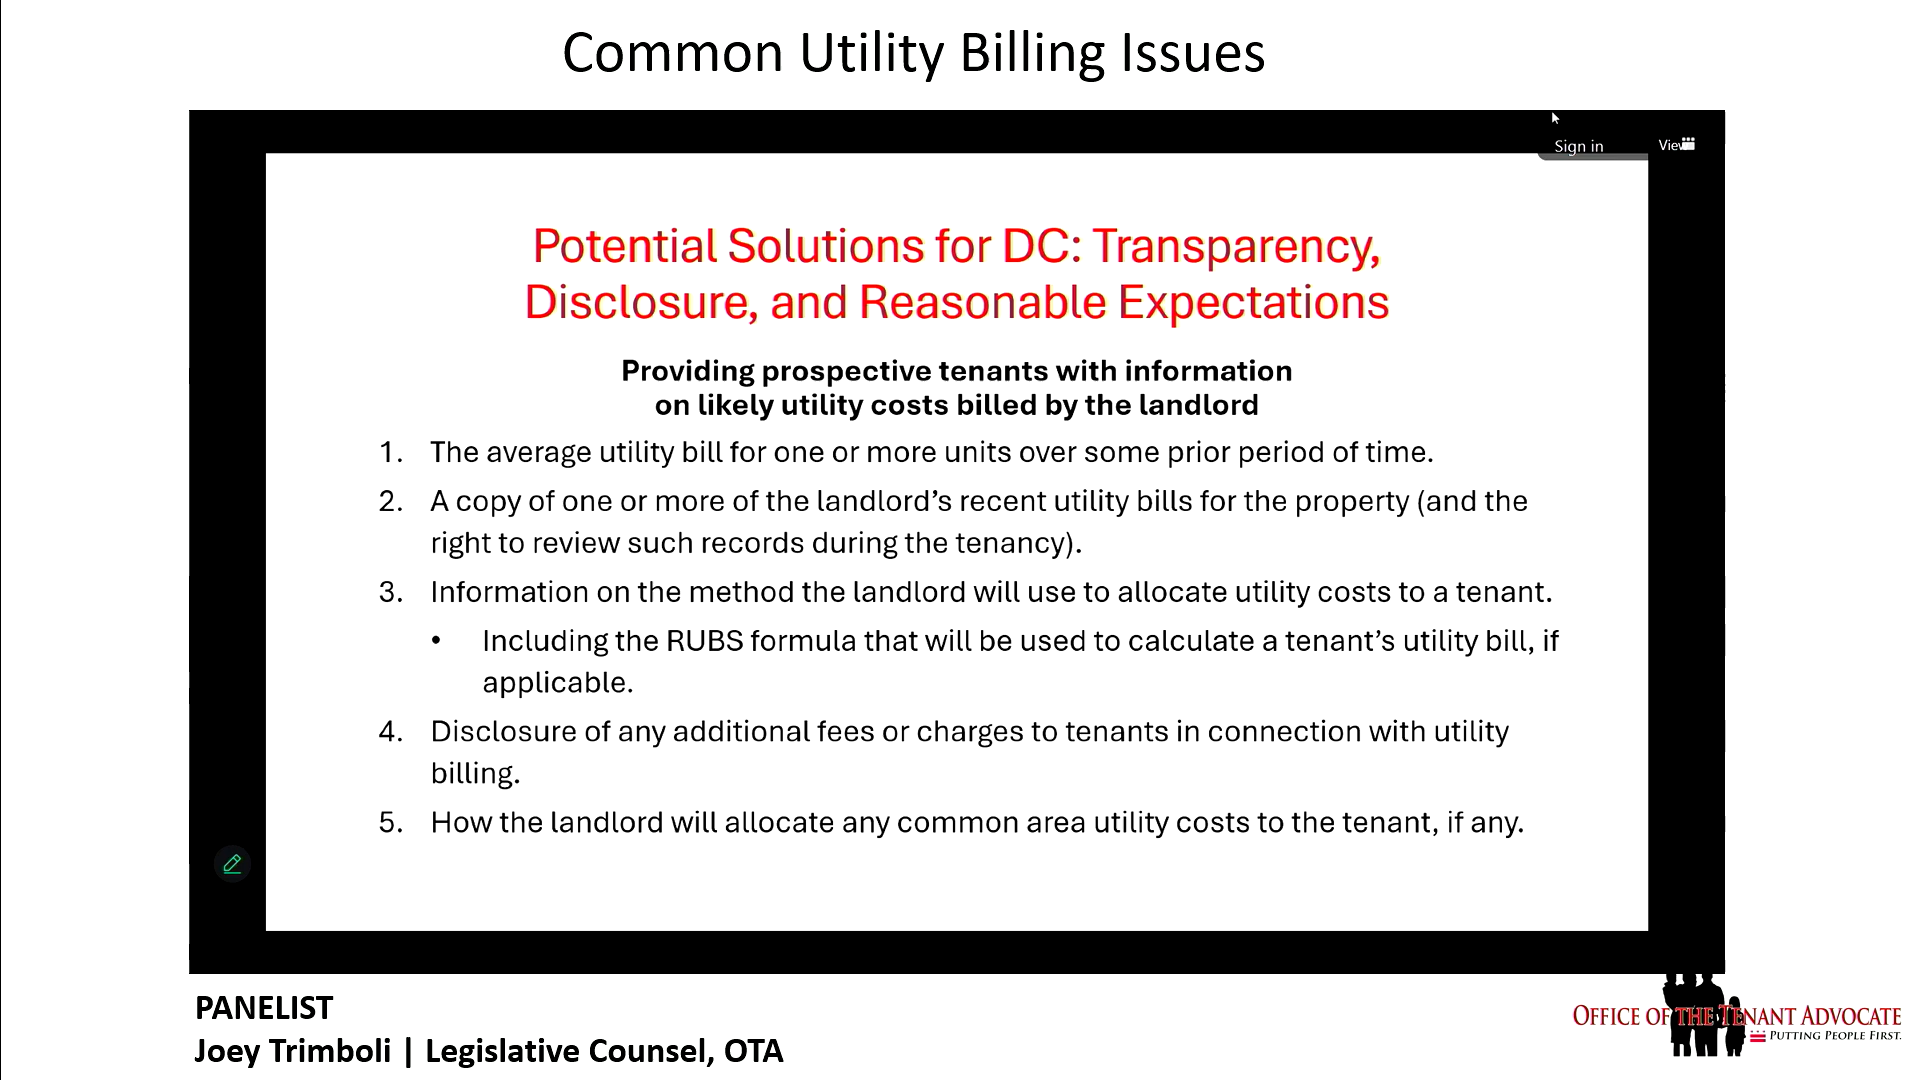 Common Utility Billing Issues
Sign in
View
Potential Solutions for DC: Transparency,
Disclosure, and Reasonable Expectations
Providing prospective tenants with information
on likely utility costs billed by the landlord
1. The average utility bill for one or more units over some prior period of time.
2. A copy of one or more of the landlord’s recent utility bills for the property (and the
right to review such records during the tenancy).
3. Information on the method the landlord will use to allocate utility costs to a tenant.
• Including the RUBS formula that will be used to calculate a tenant’s utility bill, if
applicable.
4. Disclosure of any additional fees or charges to tenants in connection with utility
billing.
5. How the landlord will allocate any common area utility costs to the tenant, if any.
PANELIST
Joey Trimboli | Legislative Counsel, OTA
OFFICE OF THE TENANT ADVOCATE
PUTTING PEOPLE FIRST.